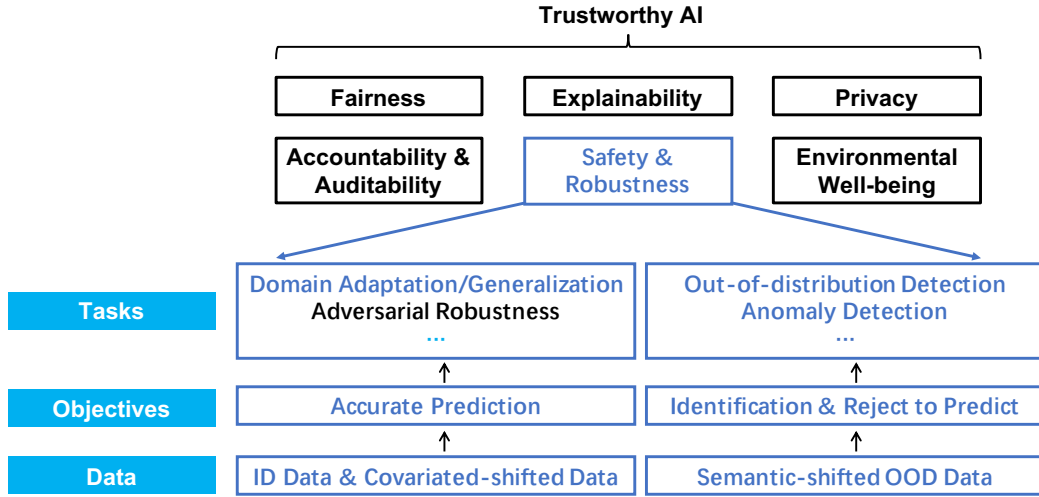 Trustworthy AI
Fairness
Explainability
Privacy
Accountability &
Auditability
Safety &
Robustness
Environmental
Well-being
Tasks
Domain Adaptation/Generalization
Adversarial Robustness
...
Out-of-distribution Detection
Anomaly Detection
...
Objectives
Accurate Prediction
Identification & Reject to Predict
Data
ID Data & Covariated-shifted Data
Semantic-shifted OOD Data